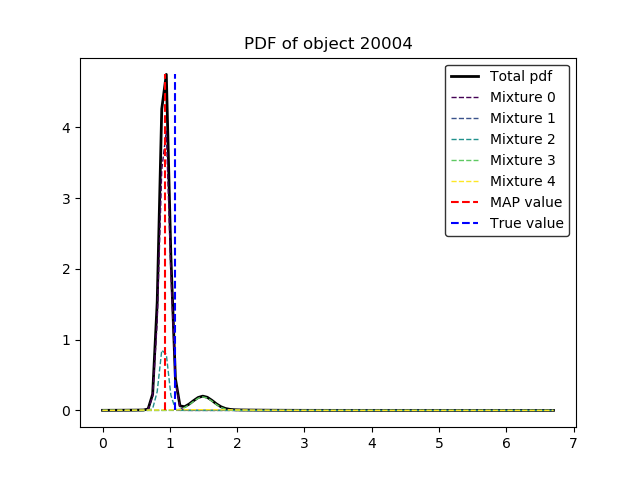 PDF of object 20004
Total pdf
Mixture 0
Mixture 1
Mixture 2
Mixture 3
Mixture 4
MAP value
True value
4
3
2
1
0
0 1 2 3 4 5 6 7